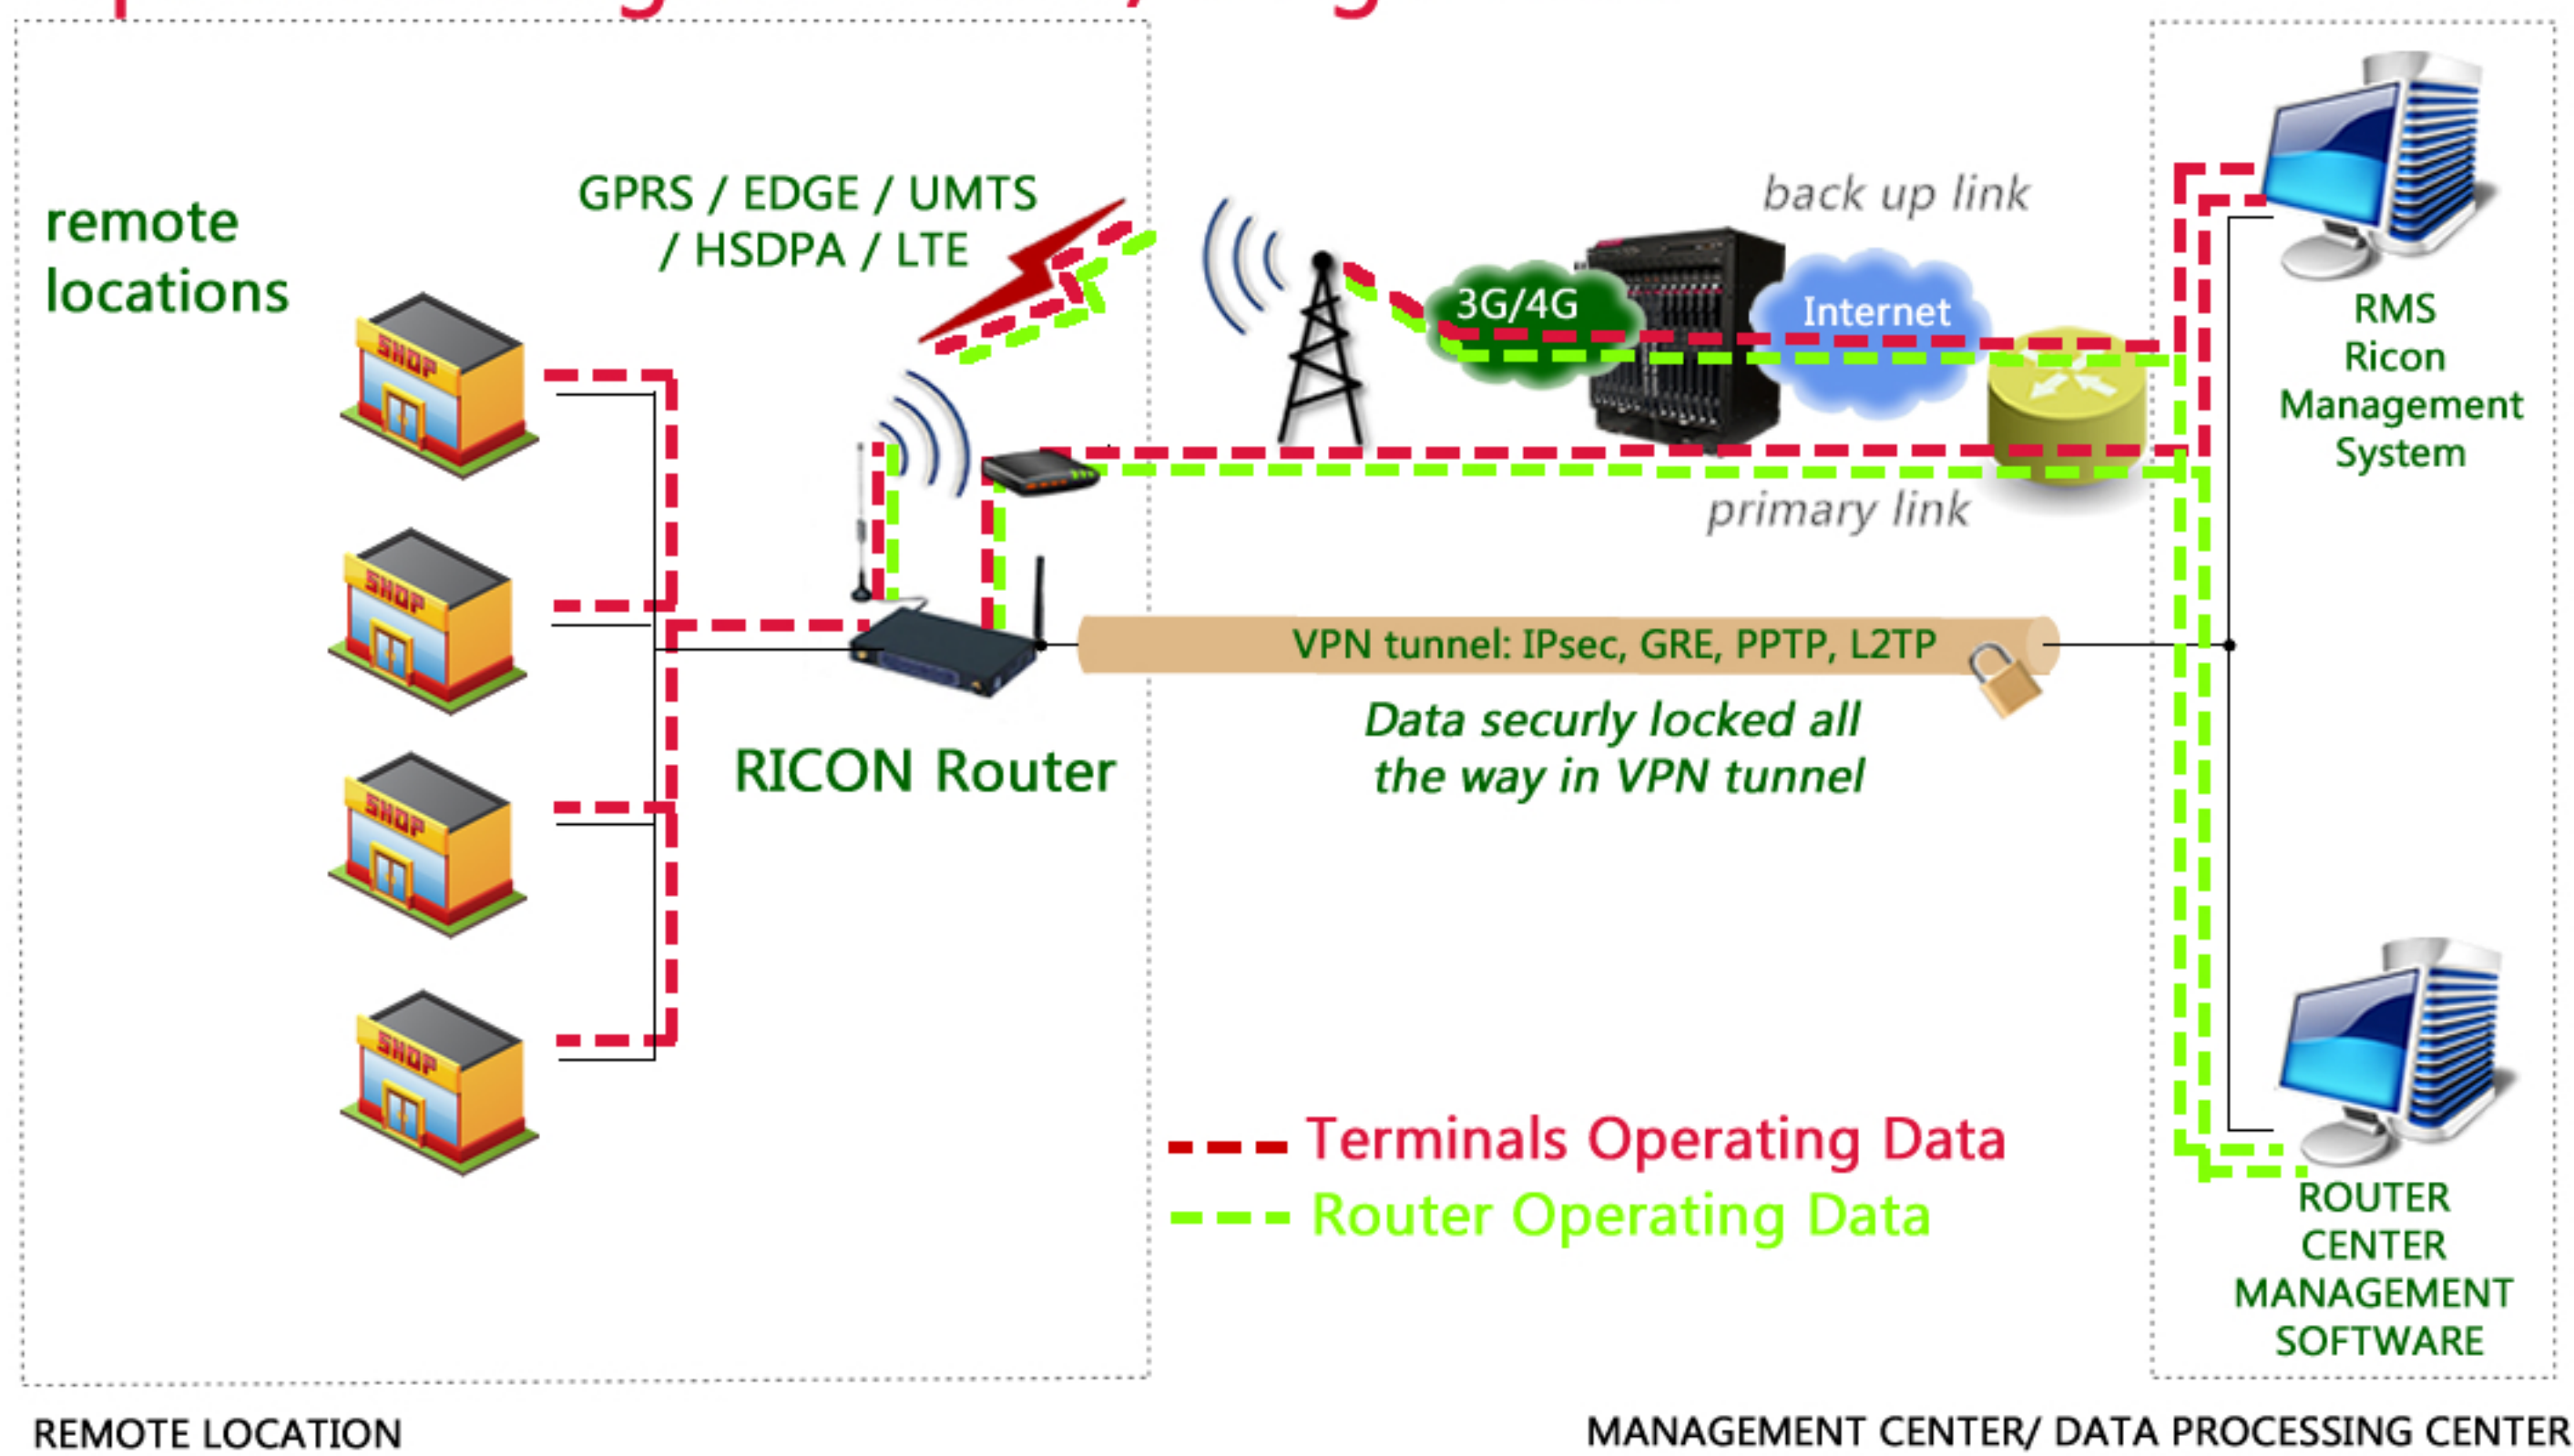 remote
locations
GPRS / EDGE / UMTS
/ HSDPA / LTE
SHOP
SHOP
SHOP
SHOP
RICON Router
back up link
3G/4G
Internet
primary link
VPN tunnel: IPsec, GRE, PPTP, L2TP
Data securly locked all
the way in VPN tunnel
Terminals Operating Data
Router Operating Data
RMS
Ricon
Management
System
ROUTER
CENTER
MANAGEMENT
SOFTWARE
REMOTE LOCATION
MANAGEMENT CENTER/ DATA PROCESSING CENTER